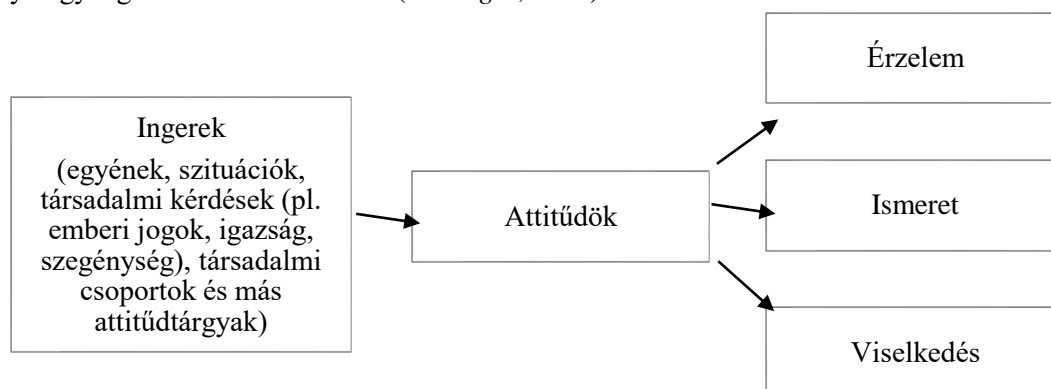 Ingerek
(egyének, szituációk,
társadalmi kérdések (pl.
emberi jogok, igazság,
szegénység), társadalmi
csoportok és más
attitűdtárgyak)
Attitűdök
Érzelem
Ismeret
Viselkedés